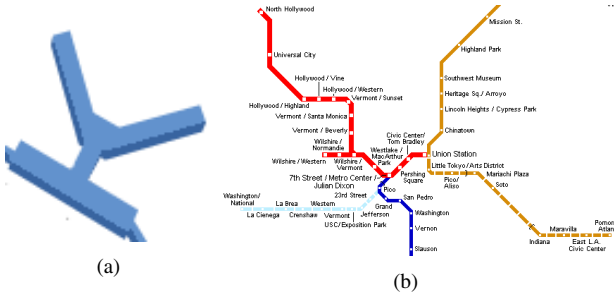 North Hollywood
Mission St.
Universal City
Highland Park
Hollywood / Vine
Hollywood / Western
Southwest Museum
Vermont / Sunset
Heritage Sq / Arroyo
Hollywood / Highland
Vermont / Santa Monica
Lincoln Heights / Cypress Park
Vermont / Beverly
Chinatown
Wilshire /
Normandie
Civic Center/
Tom Bradley
Westlake /
MacArthur
Park
Union Station
Wilshire / Western
Wilshire /
Vermont
Little Tokyo/Arts District
7th Street / Metro Center /
Julian Dixon
Pershing
Square
Pico/
Aliso
Mariachi Plaza
Soto
Washington/
National
23rd Street
Pico
San Pedro
La Brea
Western
Grand
La Cienega
Crenshaw
Vermont
Jefferson
Washington
USC/Exposition Park
Vernon
Pomon
Atlan
Maravilla
Indiana
East L.A.
Civic Center
Slauson
(a)
(b)